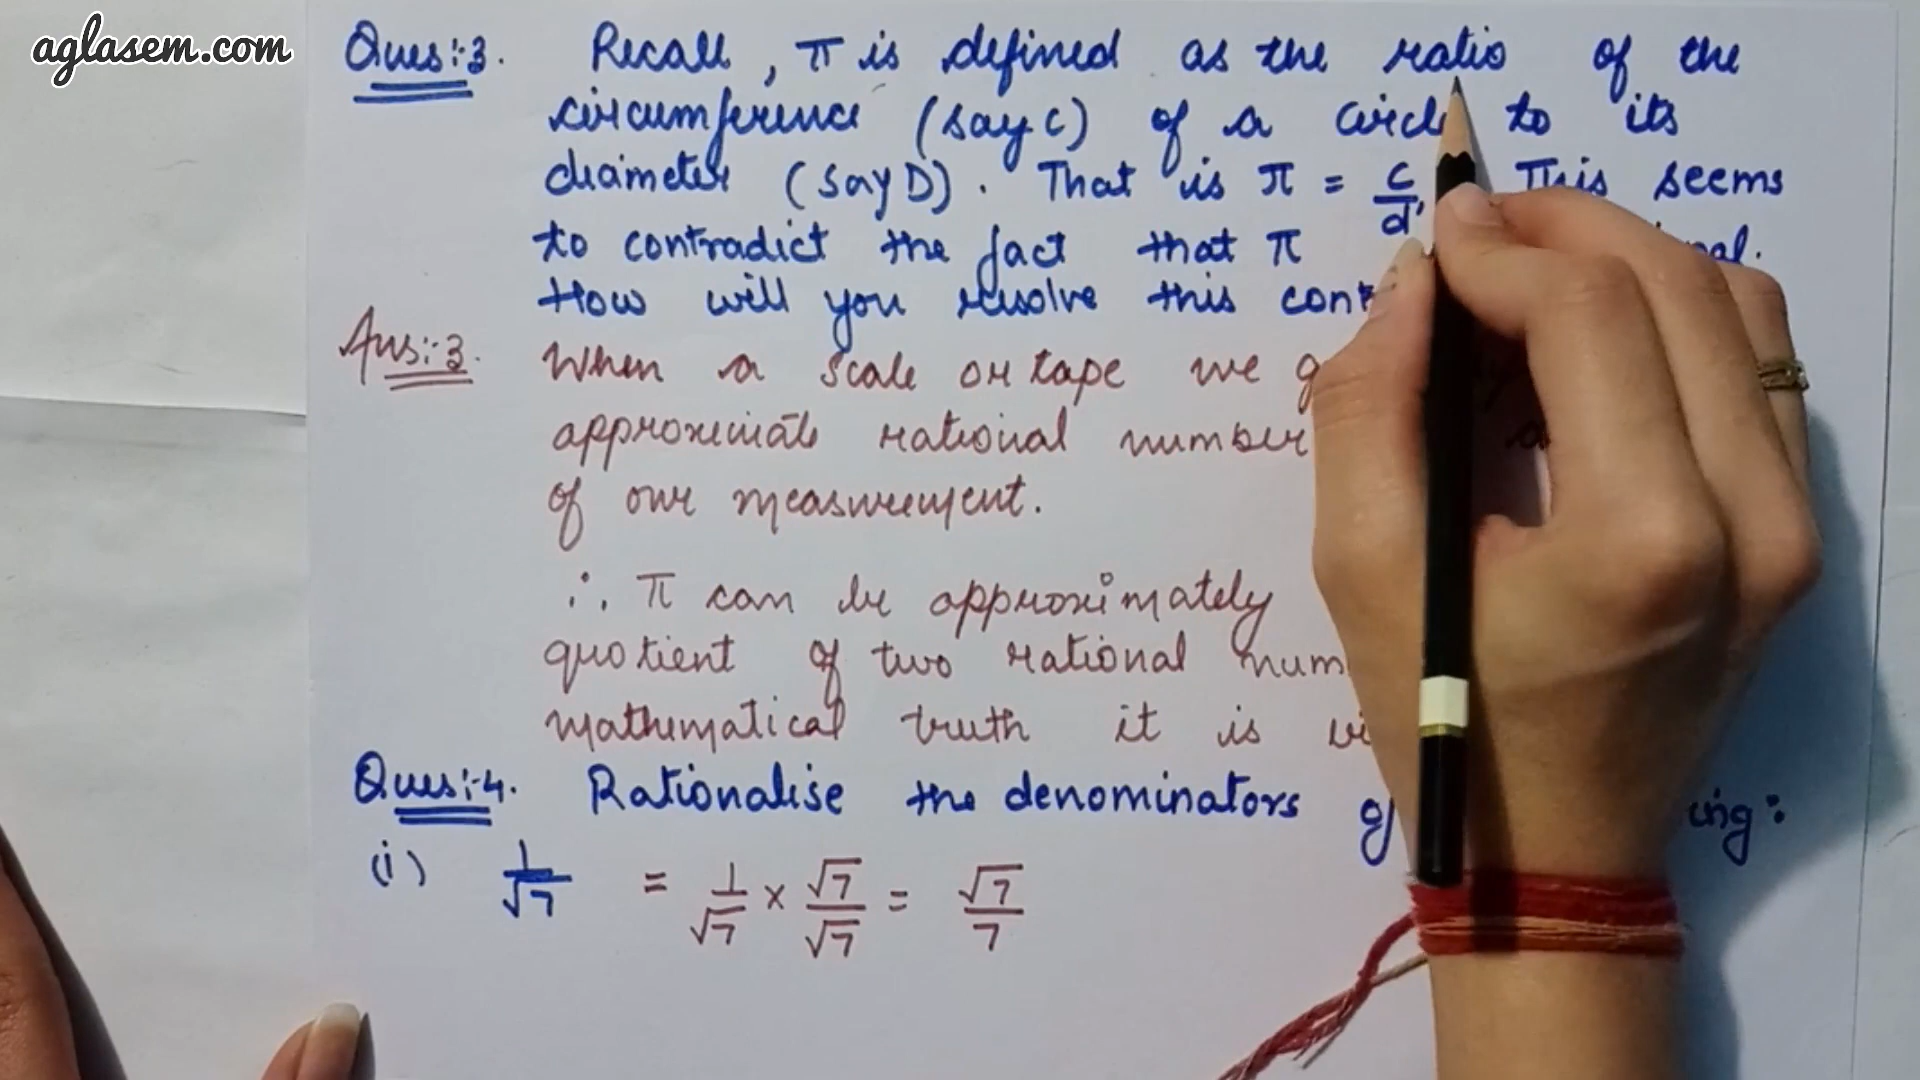 aglasem.com
Ques:-3. Recall, π is defined as the ratio of the
circumference (say c) of a circle to its
diameter (say D). That is π = c/d, This seems
to contradict the fact that π
How will you resolve this
Ans:-3. When a scale or tape we
approximate rational number
of our measurement.
∴ π can be approximately
quotient of two rational
mathematical truth it is
Ques:-4. Rationalise the denominators
(i) 1/√7 = 1/√7 × √7/√7 = √7/7